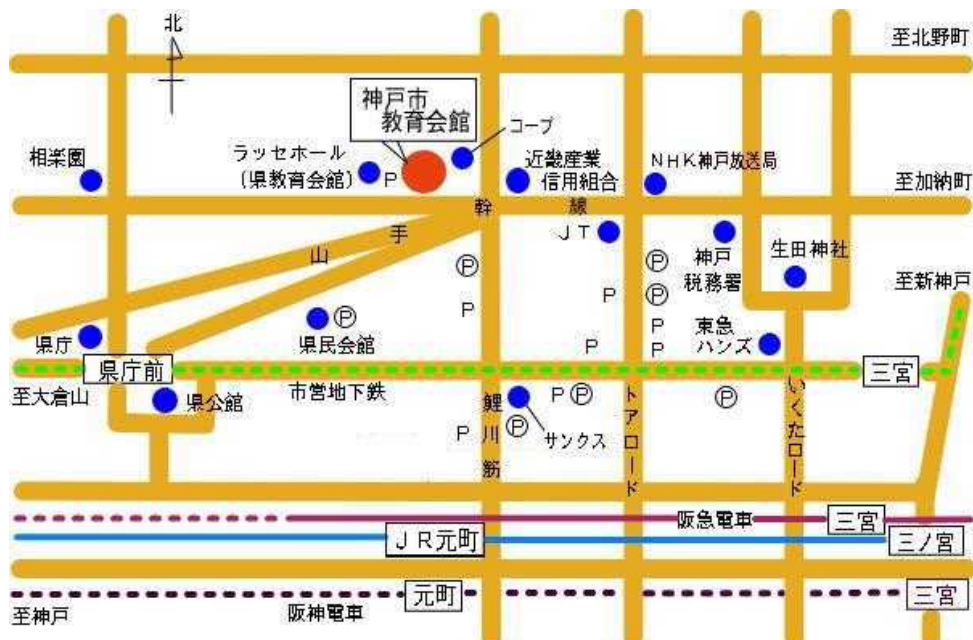 北
至北野町
神戸市
教育会館
コープ
相楽園
ラッセホール
(県教育会館)
P
近畿産業
信用組合
NHK神戸放送局
至加納町
山手幹線
JT
神戸
税務署
生田神社
至新神戸
P
P
P
P
P
P
P
県庁
県民会館
P
P
東急
ハンズ
県庁前
三宮
至大倉山
県公館
市営地下鉄
鯉川筋
P
P
サンクス
P
P
トアロード
P
いくたロード
阪急電車
三宮
JR元町
三ノ宮
元町
三宮
至神戸
阪神電車